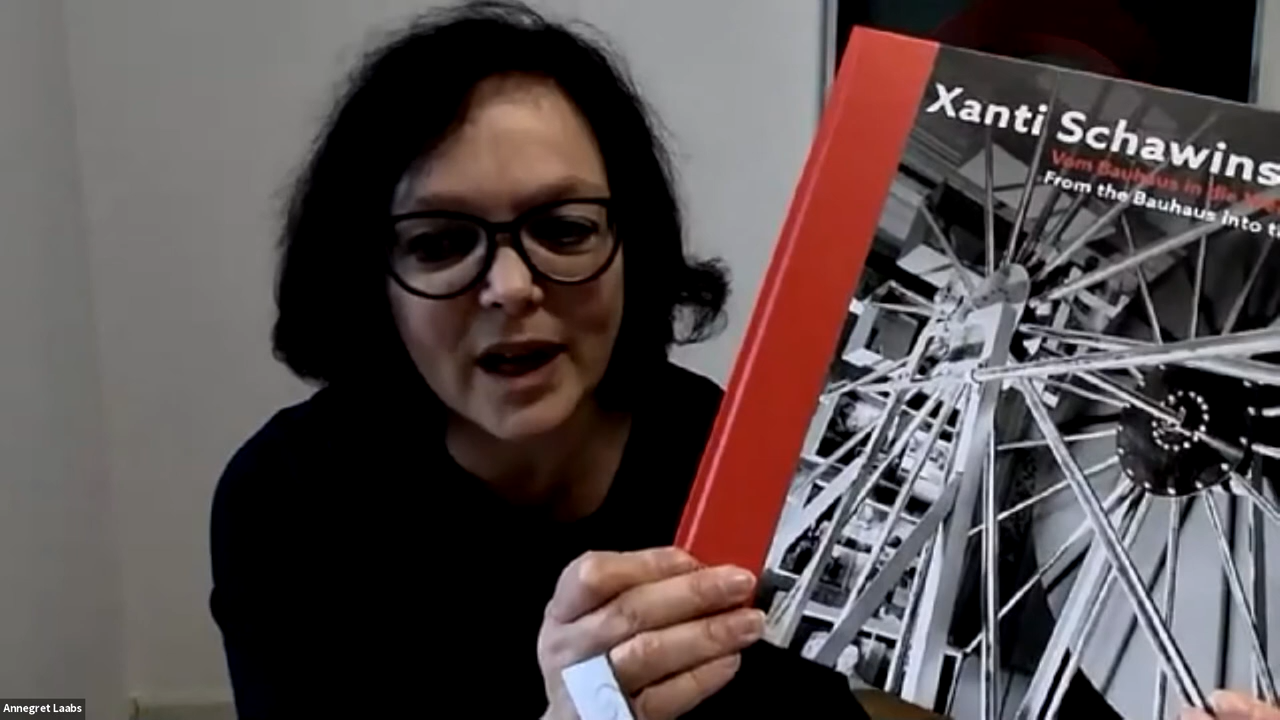 Xanti Schawins
Vom Bauhaus in die
From the Bauhaus into t
Annegret Laabs